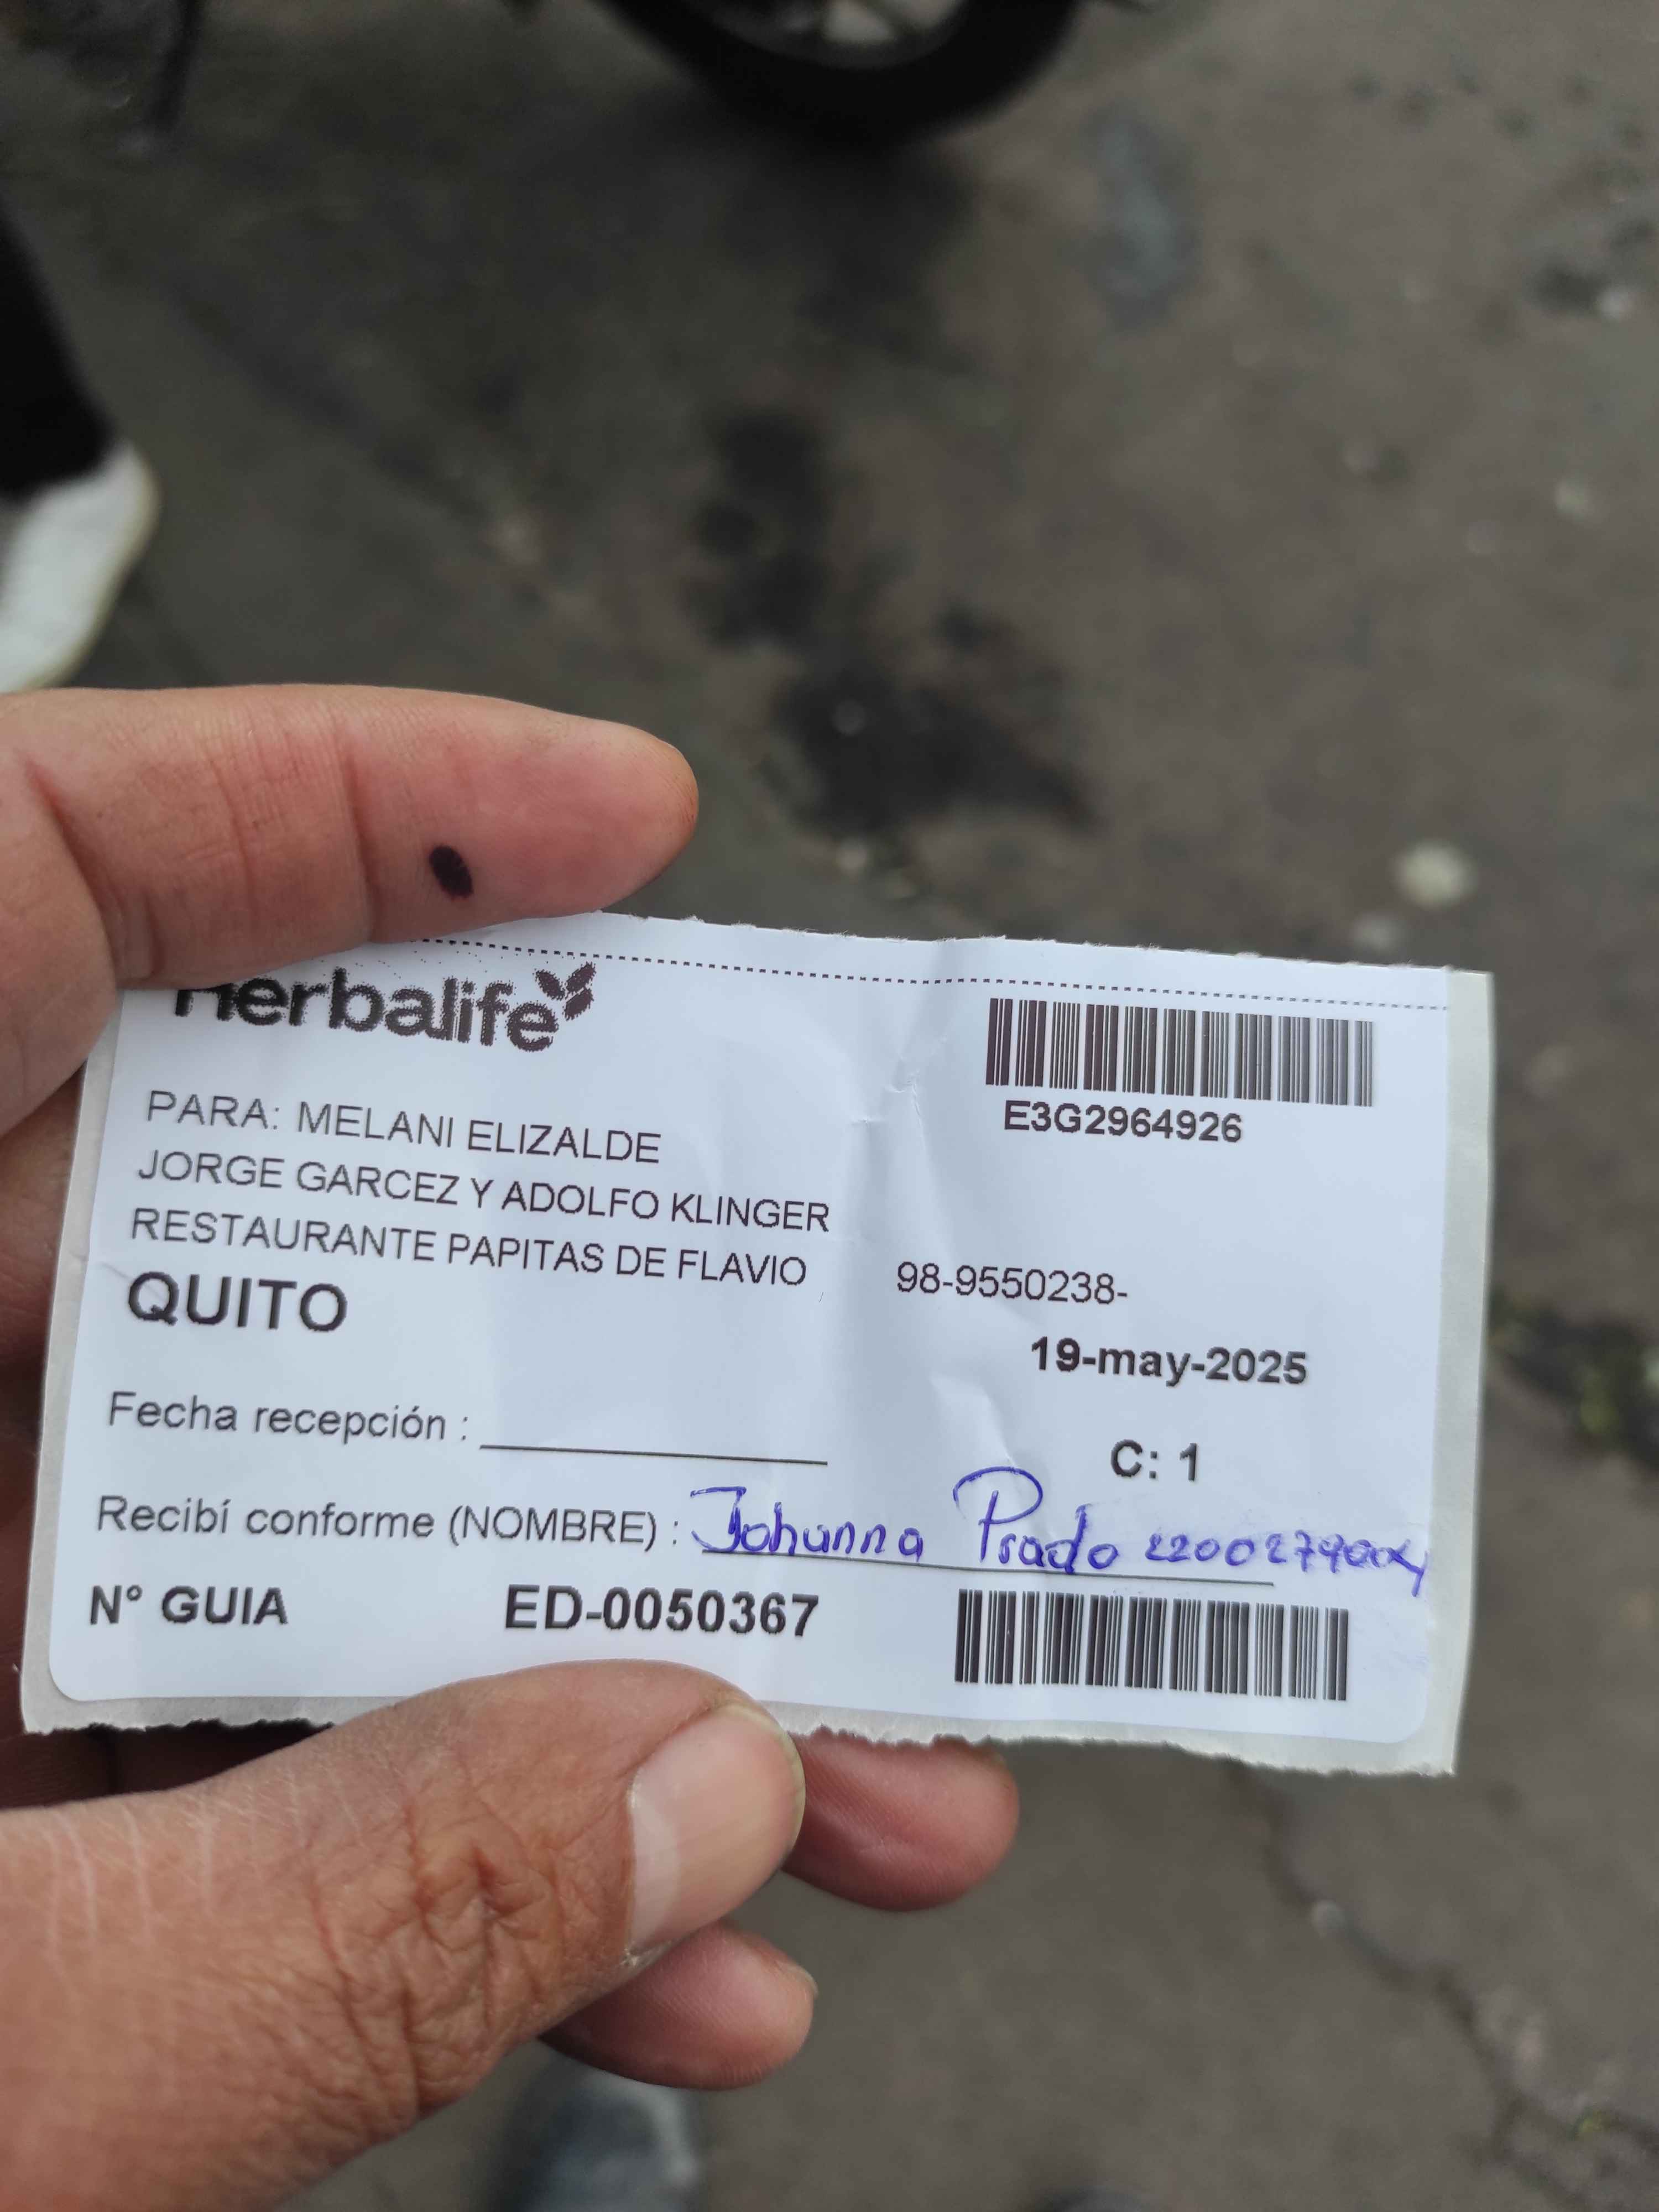 Herbalife
E3G2964926
PARA: MELANI ELIZALDE
JORGE GARCEZ Y ADOLFO KLINGER
RESTAURANTE PAPITAS DE FLAVIO 98-9550238-
QUITO
19-may-2025
Fecha recepción :
C: 1
Recibí conforme (NOMBRE) : Johanna Prado
N° GUIA ED-0050367